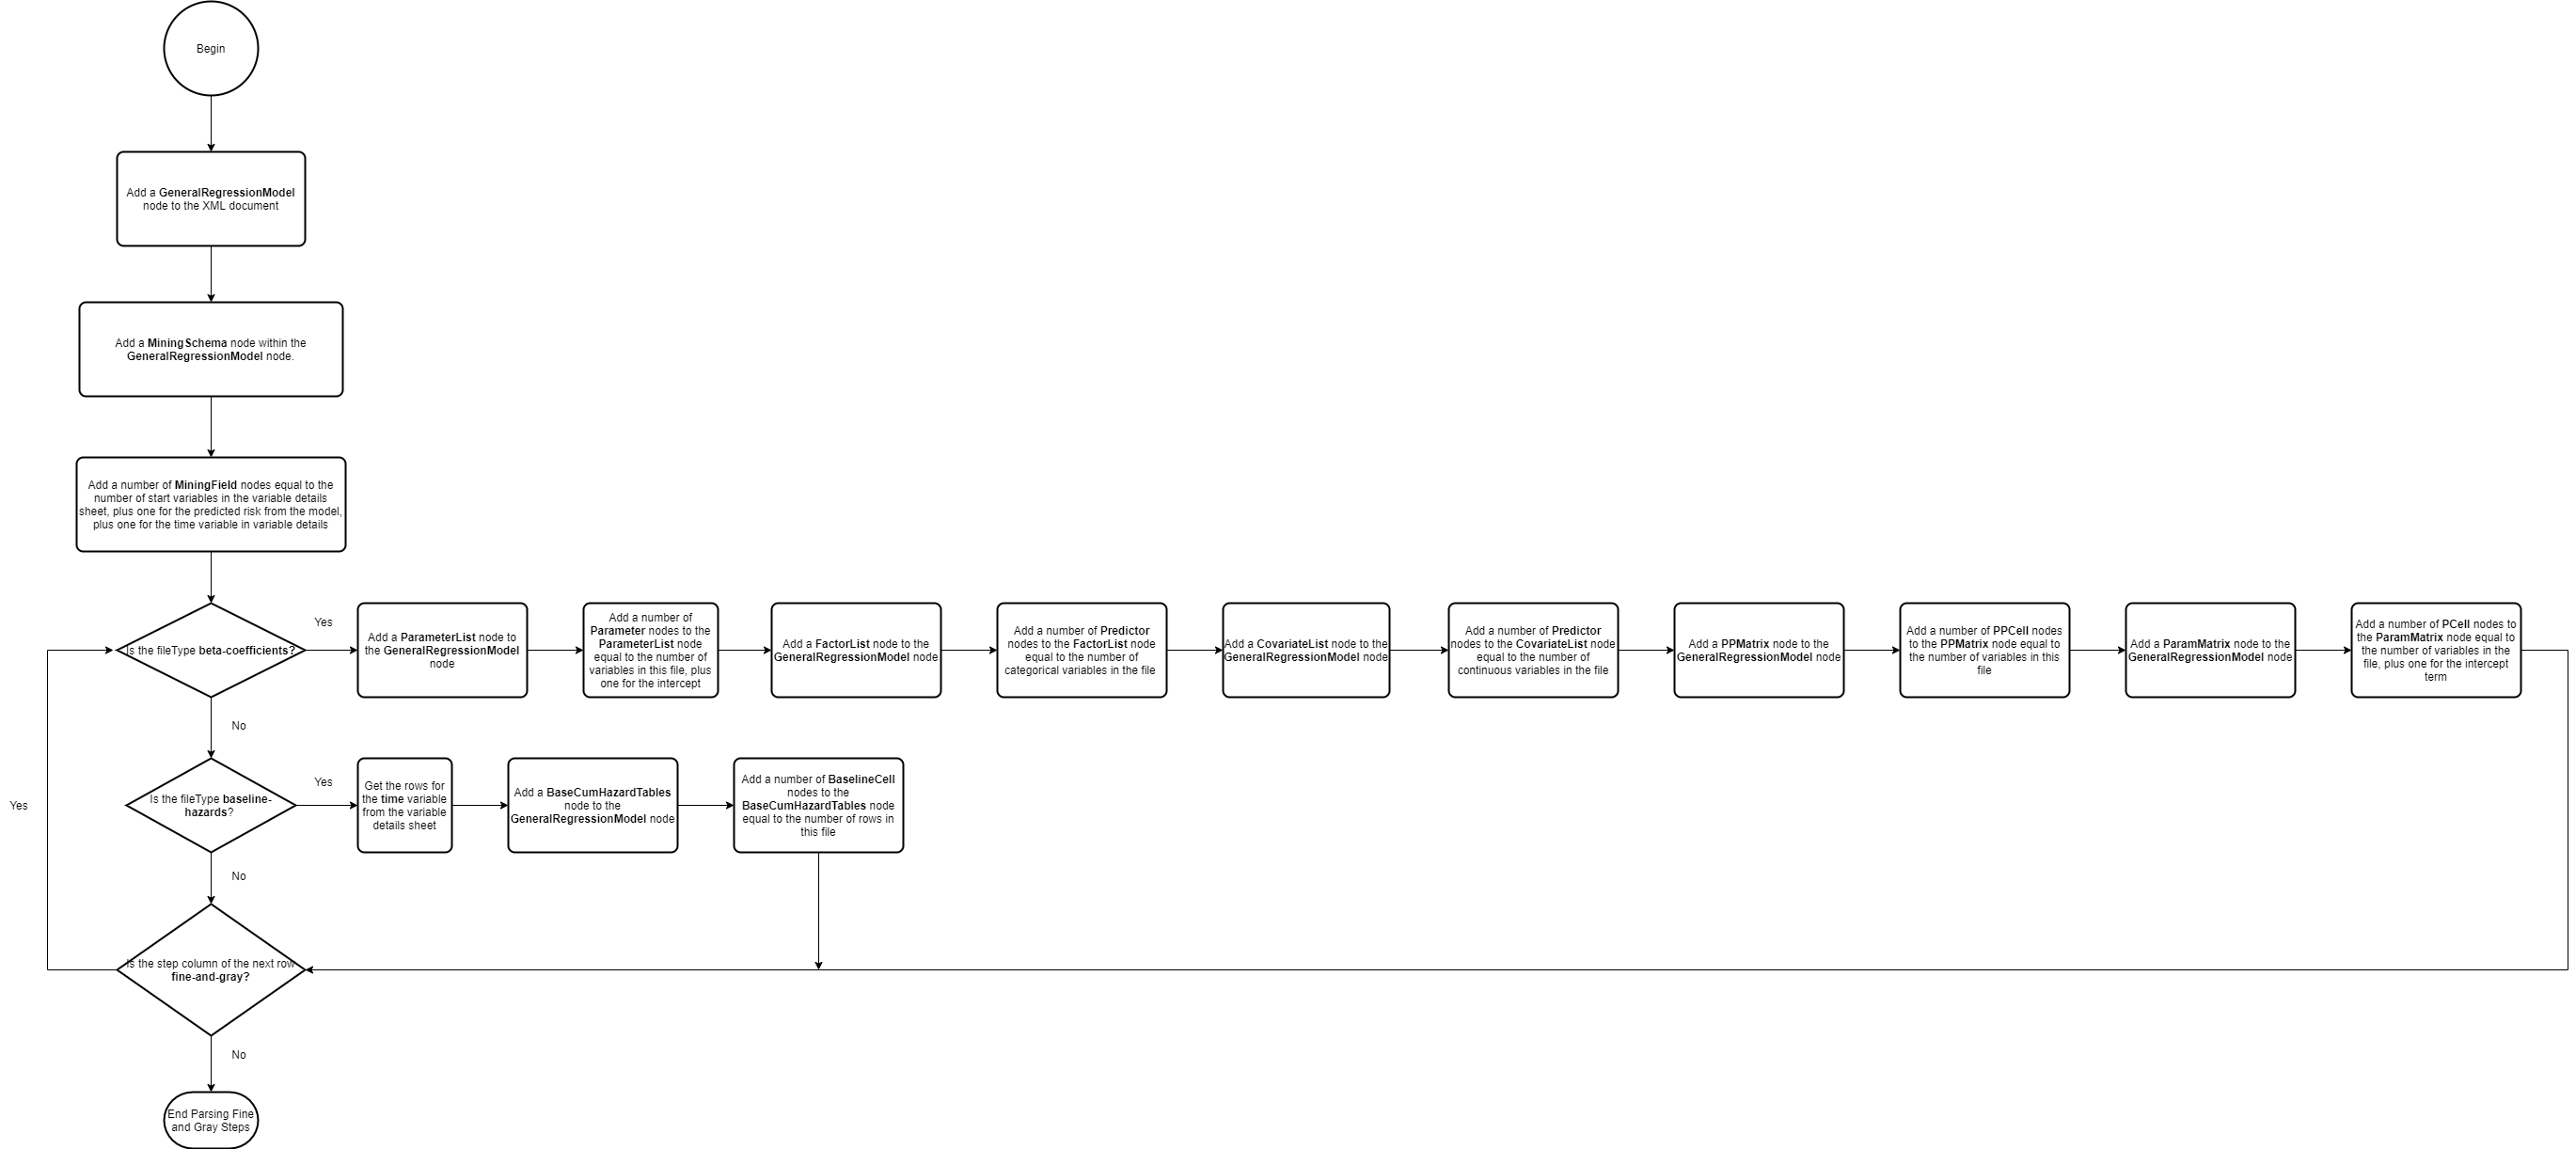 Begin
Add a GeneralRegressionModel
node to the XML document
Add a MiningSchema node within the
GeneralRegressionModel node.
Add a number of MiningField nodes equal to the
number of start variables in the variable details
sheet, plus one for the predicted risk from the model,
plus one for the time variable in variable details
Is the fileType beta-coefficients?
Yes
Add a ParameterList node to
the GeneralRegressionModel
node
Add a number of
Parameter nodes to the
ParameterList node
equal to the number of
variables in this file, plus
one for the intercept
Add a FactorList node to the
GeneralRegressionModel node
Add a number of Predictor
nodes to the FactorList node
equal to the number of
categorical variables in the file
Add a CovariateList node to the
GeneralRegressionModel node
Add a number of Predictor
nodes to the CovariateList node
equal to the number of
continuous variables in the file
Add a PPMatrix node to the
GeneralRegressionModel node
Add a number of PPCell nodes
to the PPMatrix node equal to
the number of variables in this
file
Add a ParamMatrix node to the
GeneralRegressionModel node
Add a number of PCell nodes to
the ParamMatrix node equal to
the number of variables in the
file, plus one for the intercept
term
No
Is the fileType baseline-
hazards?
Yes
Get the rows for
the time variable
from the variable
details sheet
Add a BaseCumHazardTables
node to the
GeneralRegressionModel node
Add a number of BaselineCell
nodes to the
BaseCumHazardTables node
equal to the number of rows in
this file
Yes
No
Is the step column of the next row
fine-and-gray?
No
End Parsing Fine
and Gray Steps